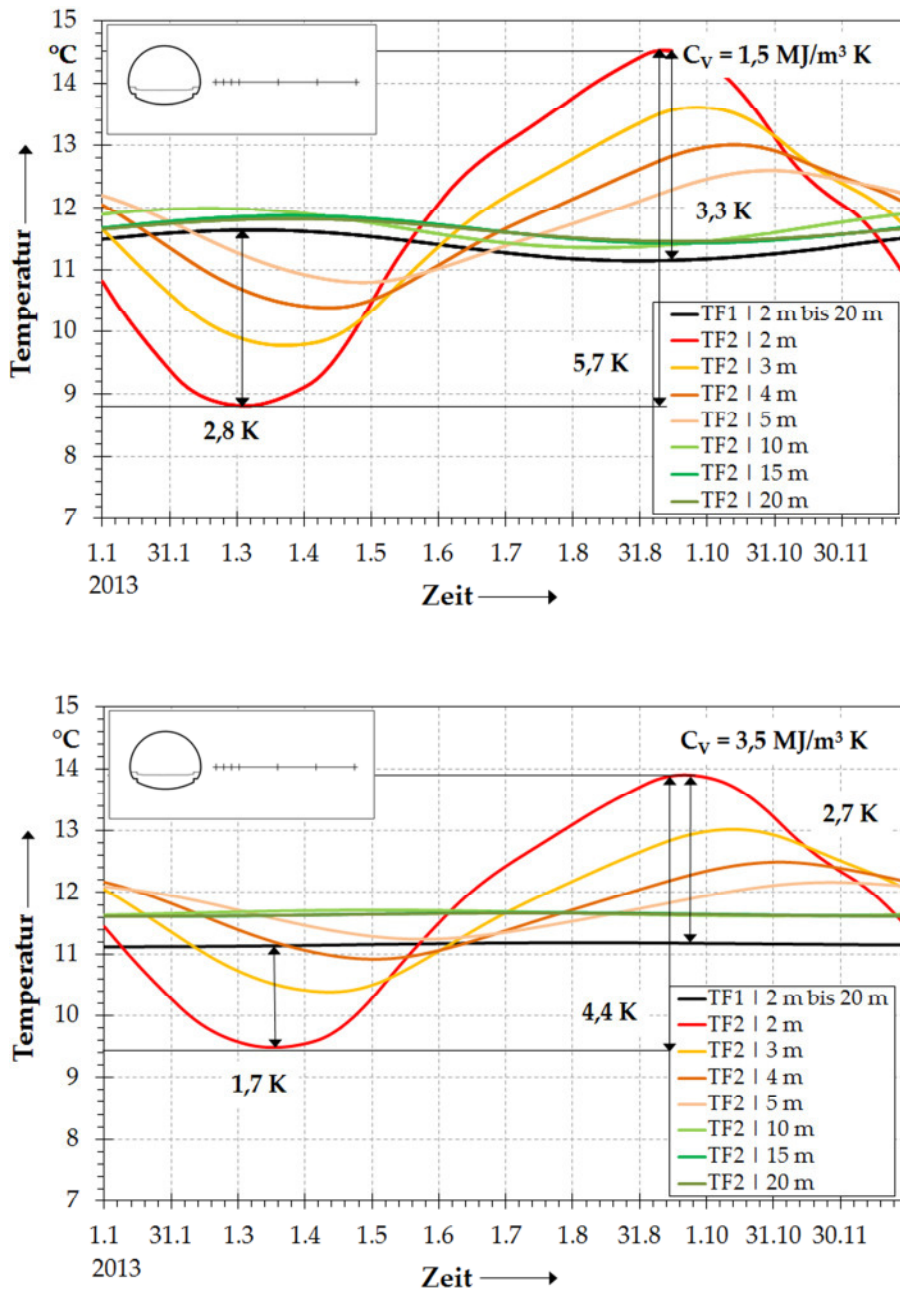 15
°C
14
13
12
11
10
9
8
7
Temperatur
C_V = 1,5 MJ/m³ K
3,3 K
5,7 K
2,8 K
TF1 | 2 m bis 20 m
TF2 | 2 m
TF2 | 3 m
TF2 | 4 m
TF2 | 5 m
TF2 | 10 m
TF2 | 15 m
TF2 | 20 m
1.1 31.1 1.3 1.4 1.5 1.6 1.7 1.8 31.8 1.10 31.10 30.11
2013
Zeit
15
°C
14
13
12
11
10
9
8
7
Temperatur
C_V = 3,5 MJ/m³ K
2,7 K
4,4 K
1,7 K
TF1 | 2 m bis 20 m
TF2 | 2 m
TF2 | 3 m
TF2 | 4 m
TF2 | 5 m
TF2 | 10 m
TF2 | 15 m
TF2 | 20 m
1.1 31.1 1.3 1.4 1.5 1.6 1.7 1.8 31.8 1.10 31.10 30.11
2013
Zeit